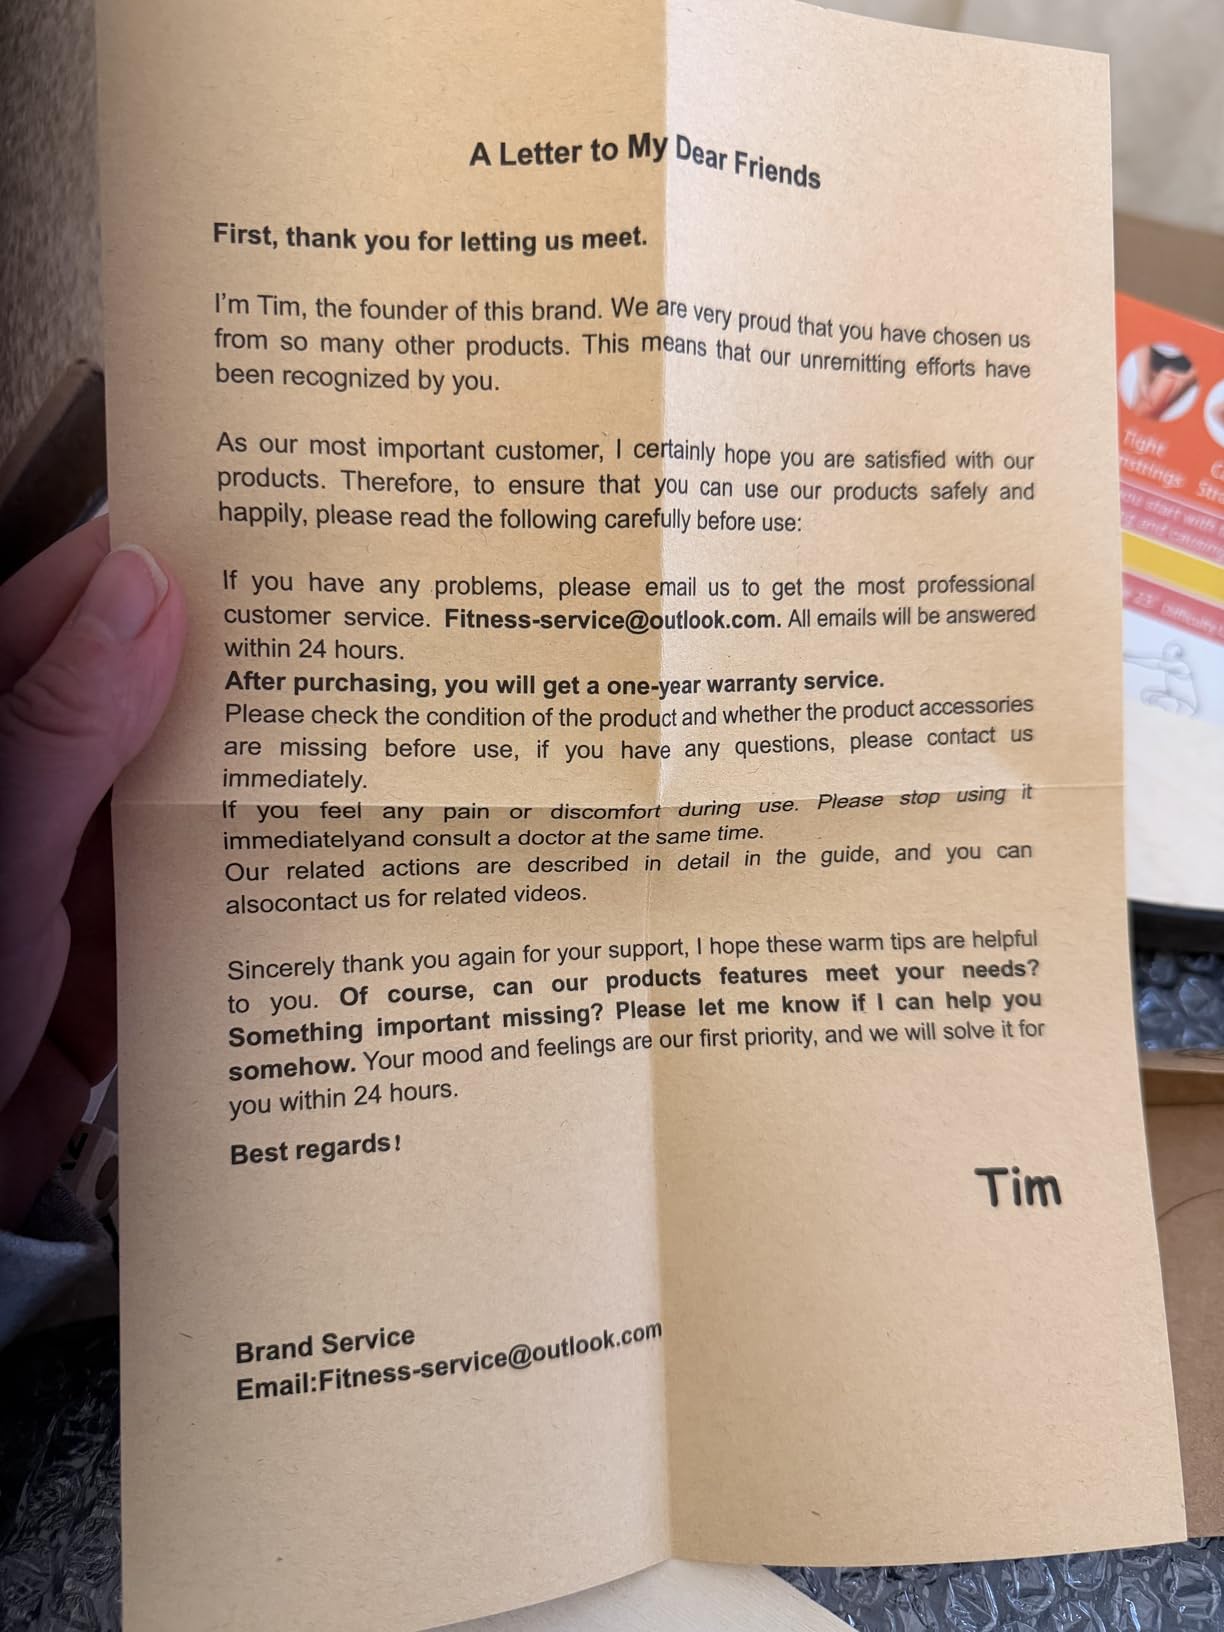 A Letter to My Dear Friends
First, thank you for letting us meet.
I'm Tim, the founder of this brand. We are very proud that you have chosen us
from so many other products. This means that our unremitting efforts have
been recognized by you.
As our most important customer, I certainly hope you are satisfied with our
products. Therefore, to ensure that you can use our products safely and
happily, please read the following carefully before use:
If you have any problems, please email us to get the most professional
customer service. Fitness-service@outlook.com. All emails will be answered
within 24 hours.
After purchasing, you will get a one-year warranty service.
Please check the condition of the product and whether the product accessories
are missing before use, if you have any questions, please contact us
immediately.
If you feel any pain or discomfort during use. Please stop using it
immediatelyand consult a doctor at the same time.
Our related actions are described in detail in the guide, and you can
alsocontact us for related videos.
Sincerely thank you again for your support, I hope these warm tips are helpful
to you. Of course, can our products features meet your needs?
Something important missing? Please let me know if I can help you
somehow. Your mood and feelings are our first priority, and we will solve it for
you within 24 hours.
Best regards!
Tim
Brand Service
Email:Fitness-service@outlook.com
Tight
start with
and
Difficulty